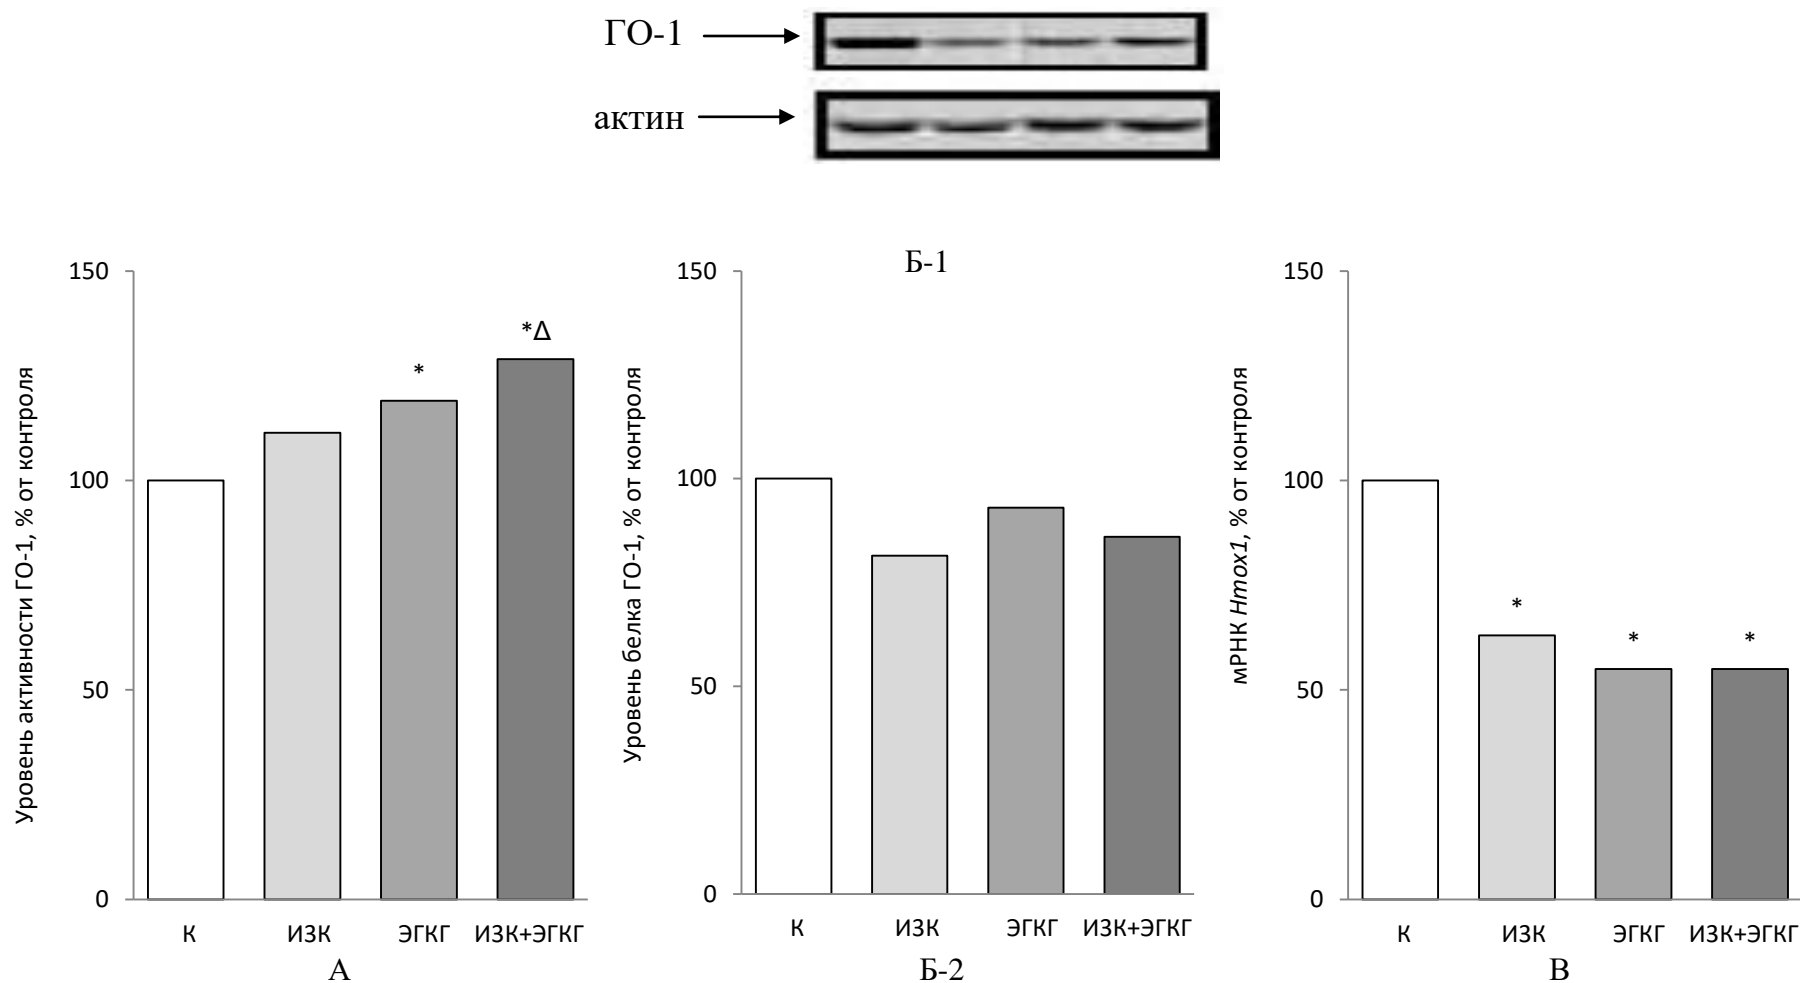 ГО-1
актин
Б-1
Уровень активности ГО-1, % от контроля
150
100
50
0
*
*Δ
К
ИЗК
ЭГКГ
ИЗК+ЭГКГ
А
Уровень белка ГО-1, % от контроля
150
100
50
0
К
ИЗК
ЭГКГ
ИЗК+ЭГКГ
Б-2
мРНК Hmox1, % от контроля
150
100
50
0
*
*
*
К
ИЗК
ЭГКГ
ИЗК+ЭГКГ
В